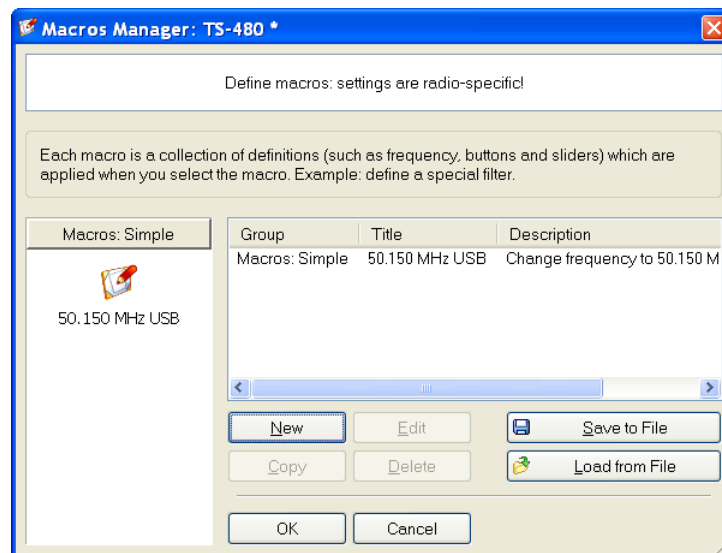 Macros Manager: TS-480 *
Define macros: settings are radio-specific!
Each macro is a collection of definitions (such as frequency, buttons and sliders) which are
applied when you select the macro. Example: define a special filter.
Macros: Simple
50.150 MHz USB
Group Title Description
Macros: Simple 50.150 MHz USB Change frequency to 50.150 M
New Edit Save to File
Copy Delete Load from File
OK Cancel